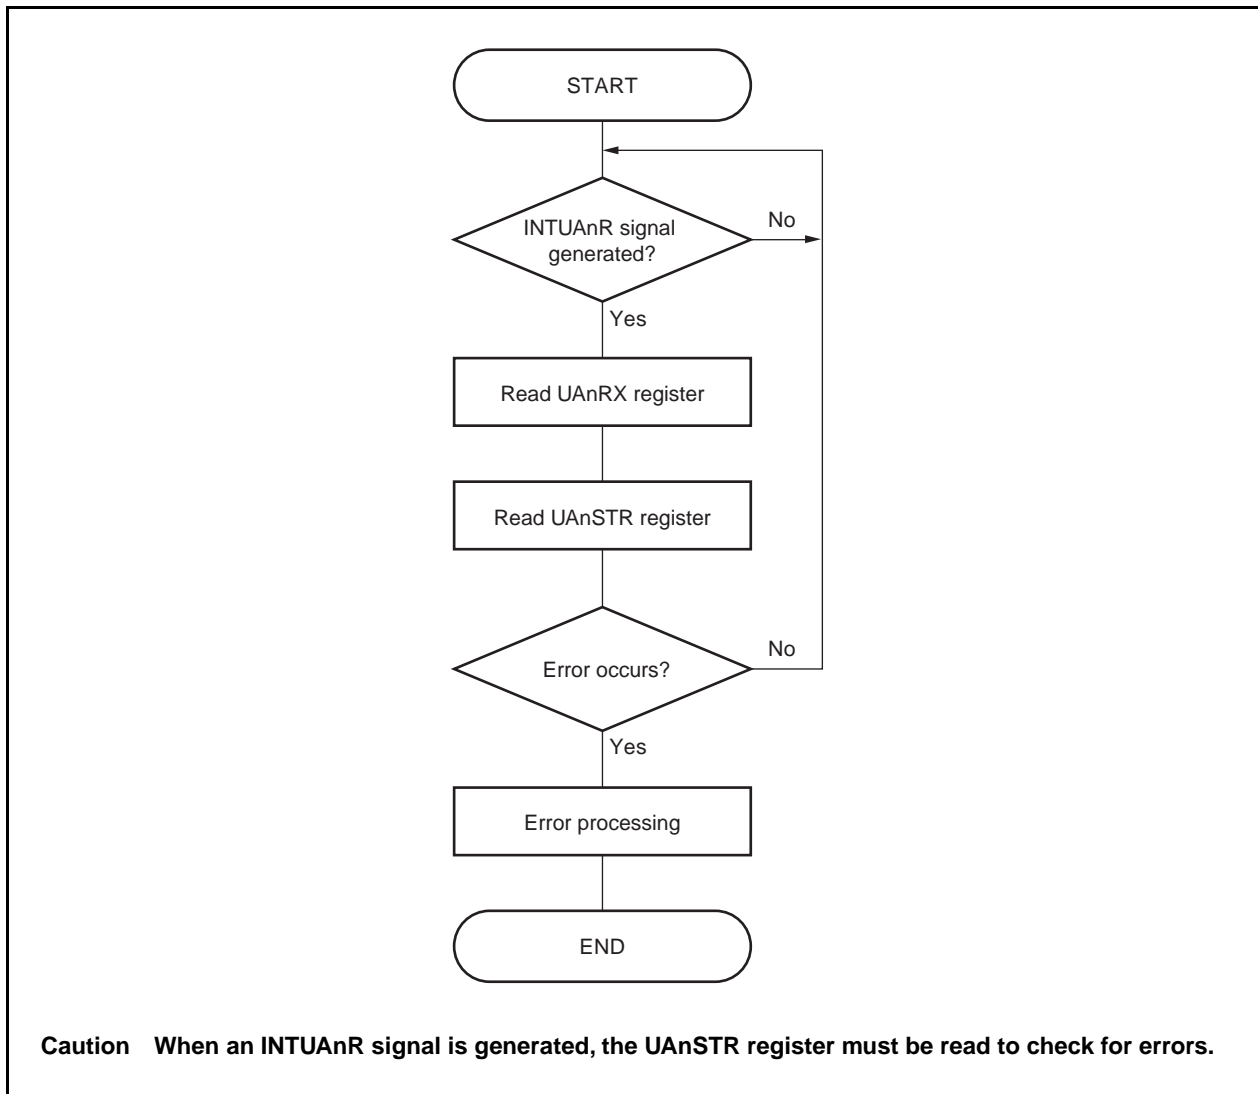 START
INTUAnR signal
generated?
No
Yes
Read UAnRX register
Read UAnSTR register
Error occurs?
No
Yes
Error processing
END
Caution When an INTUAnR signal is generated, the UAnSTR register must be read to check for errors.